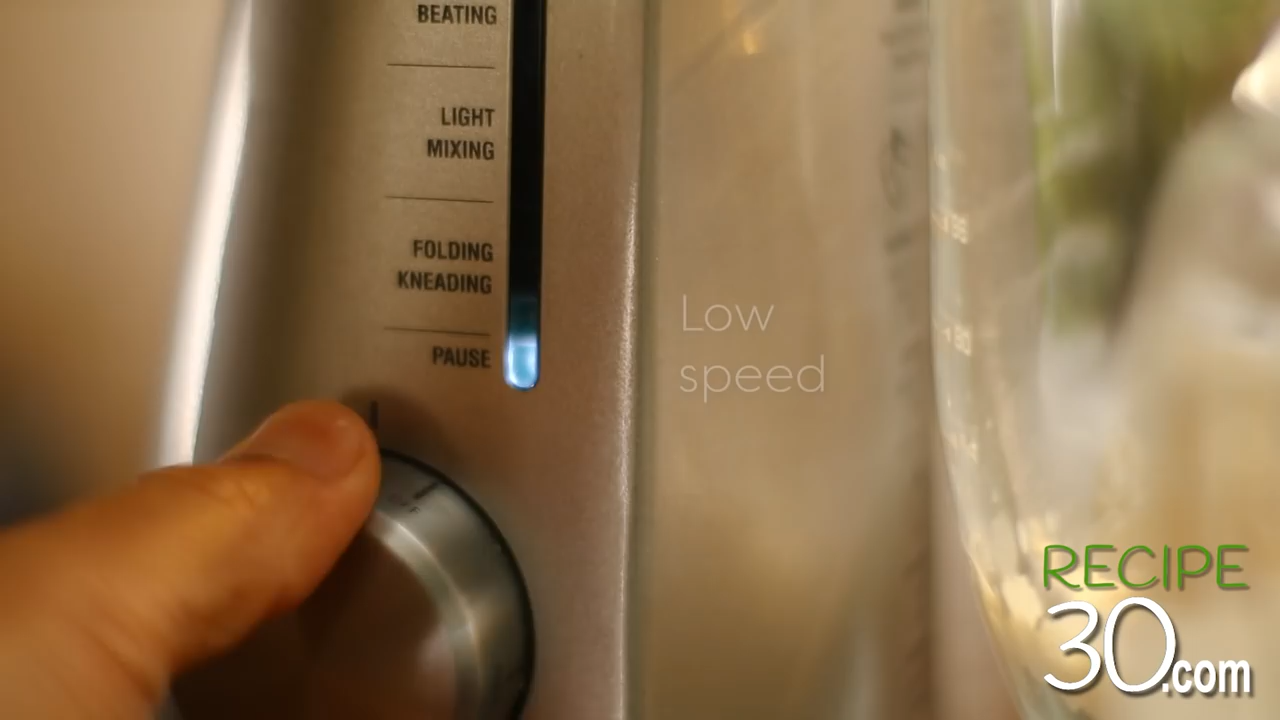 BEATING
LIGHT
MIXING
FOLDING
KNEADING
PAUSE
Low
speed
RECIPE
30.com